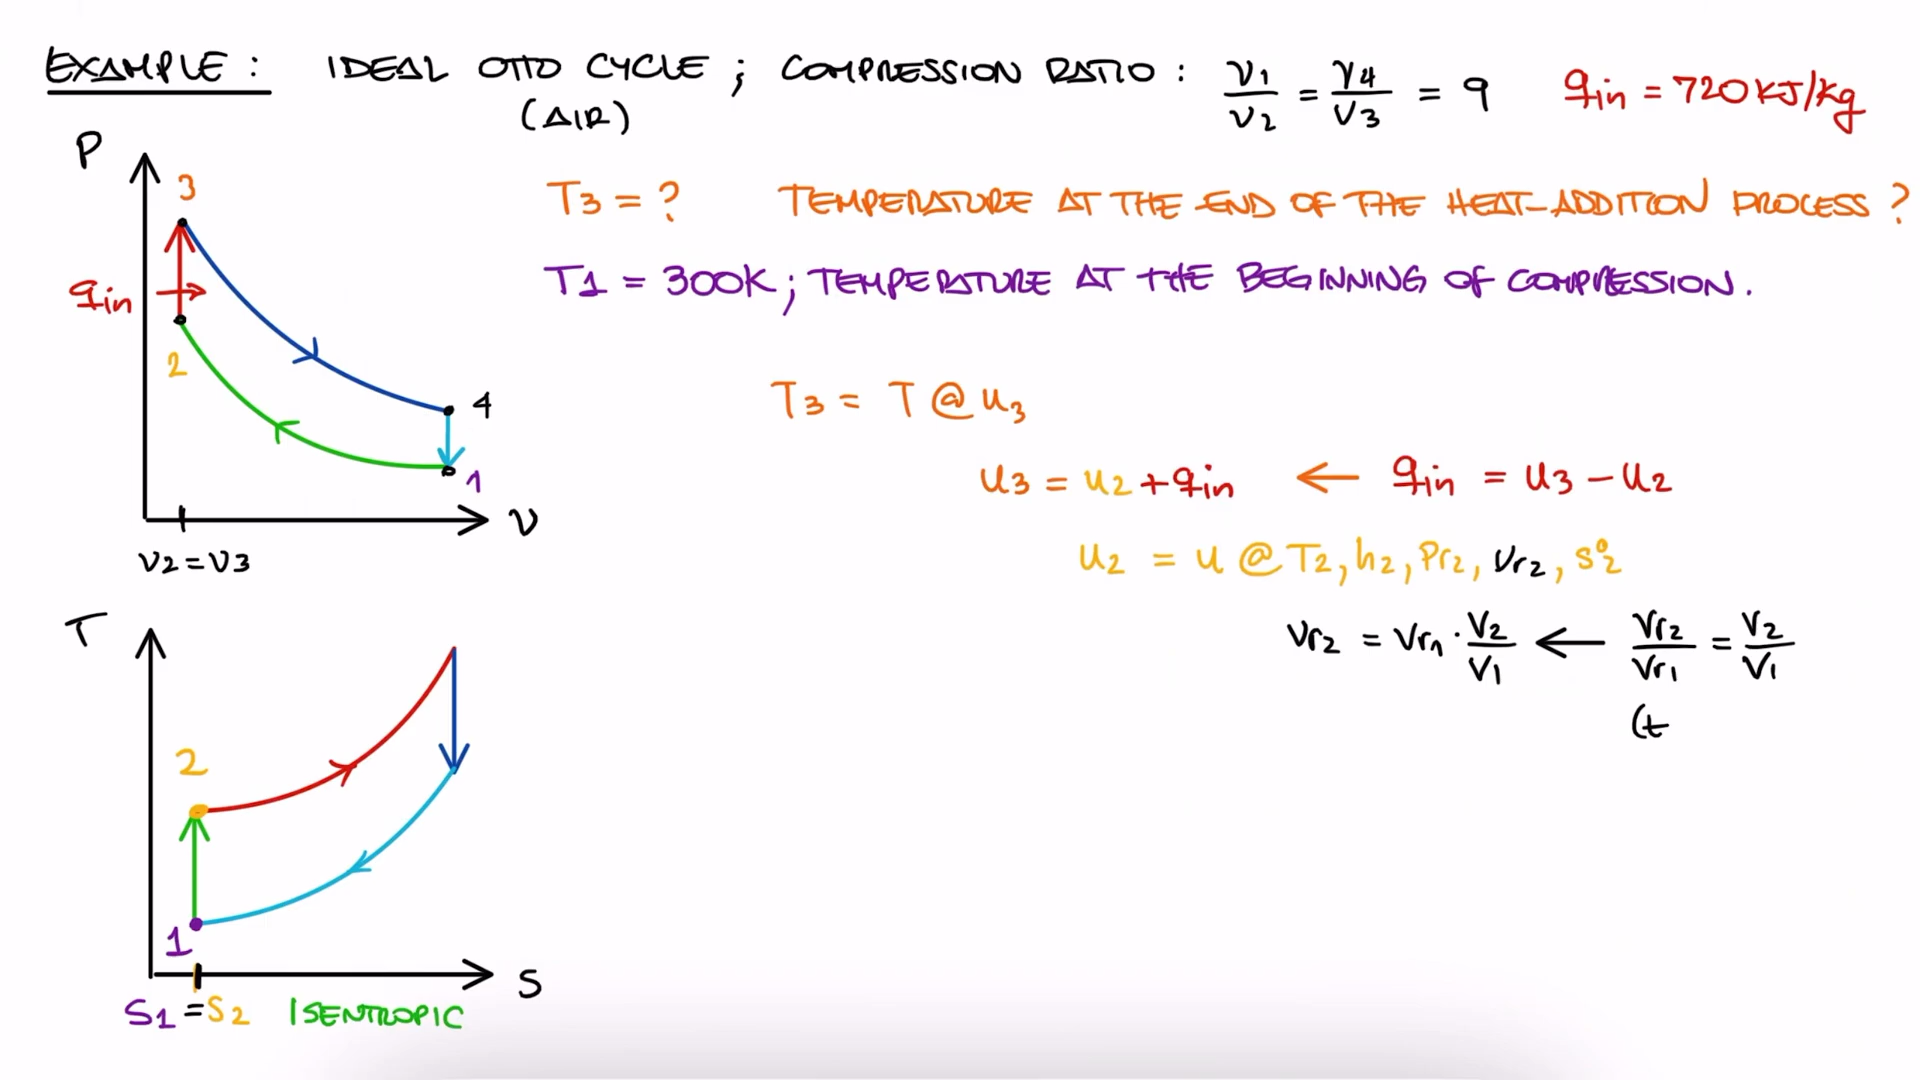 EXAMPLE: IDEAL OTTO CYCLE; COMPRESSION RATIO: v1/v2 = v4/v3 = 9 qin = 720 kJ/kg
(AIR)
P
3
T3 = ? TEMPERATURE AT THE END OF THE HEAT-ADDITION PROCESS?
T1 = 300K; TEMPERATURE AT THE BEGINNING OF COMPRESSION.
qin
2
4
1
v
v2 = v3
T3 = T @ u3
u3 = u2 + qin ← qin = u3 - u2
u2 = u @ T2, h2, Pr2, vr2, s°2
vr2 = vr1 · v2/v1 ← vr2/vr1 = v2/v1
(t
T
2
1
S
S1 = S2 ISENTROPIC